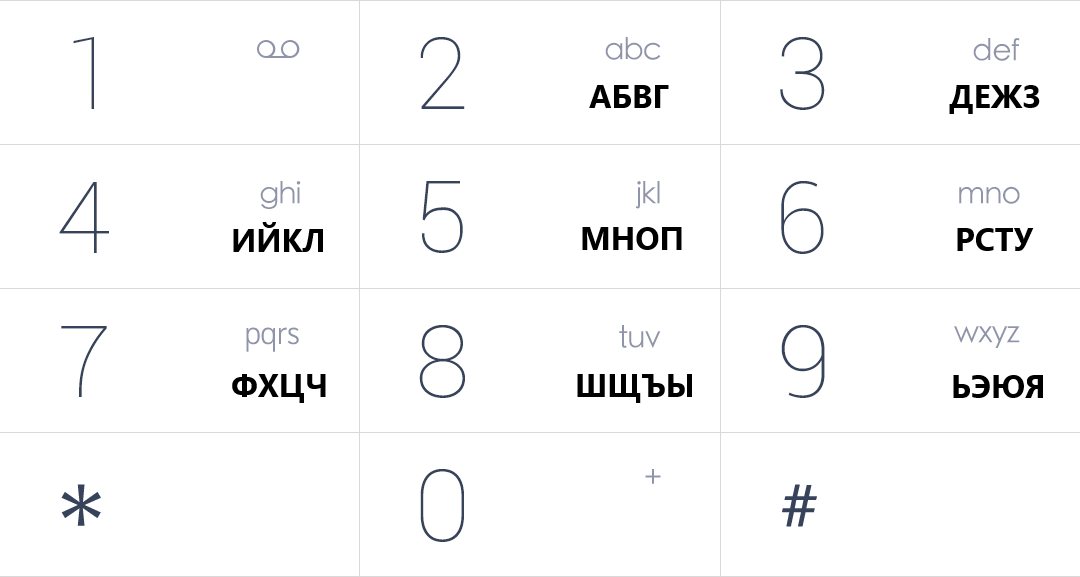 1
2 abc
АБВГ
3 def
ДЕЖЗ
4 ghi
ИЙКЛ
5 jkl
МНОП
6 mno
РСТУ
7 pqrs
ФХЦЧ
8 tuv
ШЩЪЫ
9 wxyz
ЬЭЮЯ
*
0 +
#